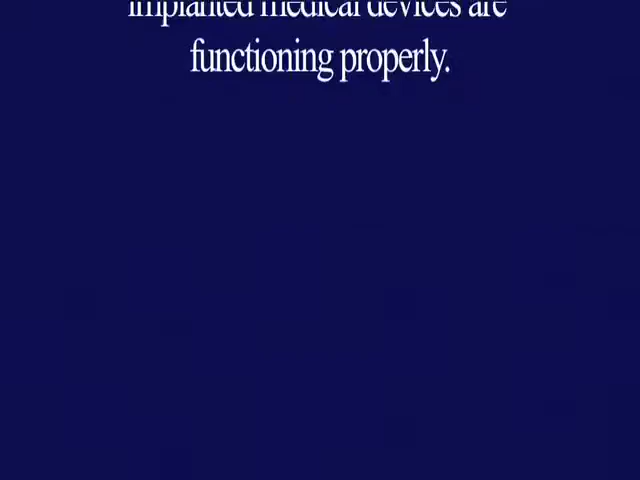 implanted medical devices are
functioning properly.